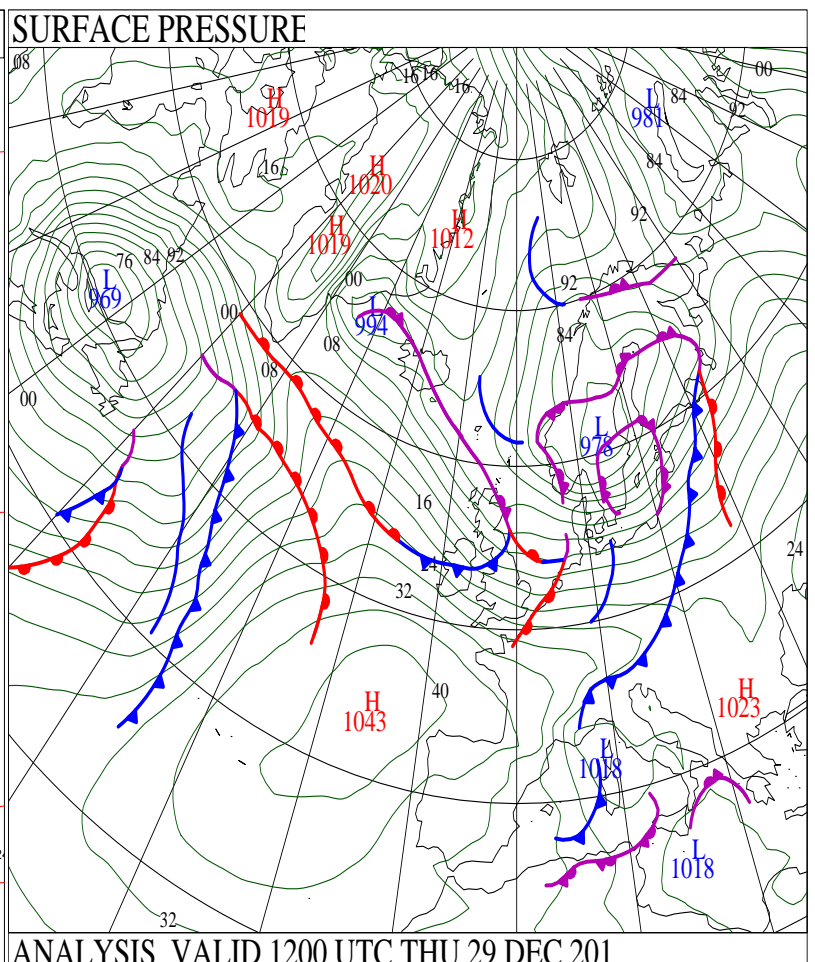 SURFACE PRESSURE
08
16 16
16
00
H
1019
L
981
84
92
16
H
1020
84
H
1019
H
1012
92
76 84 92
L
969
00
92
00
L
994
08
84
08
00
L
978
16
24
24
32
H
1043
40
H
1023
L
1018
L
1018
32
ANALYSIS VALID 1200 UTC THU 29 DEC 201